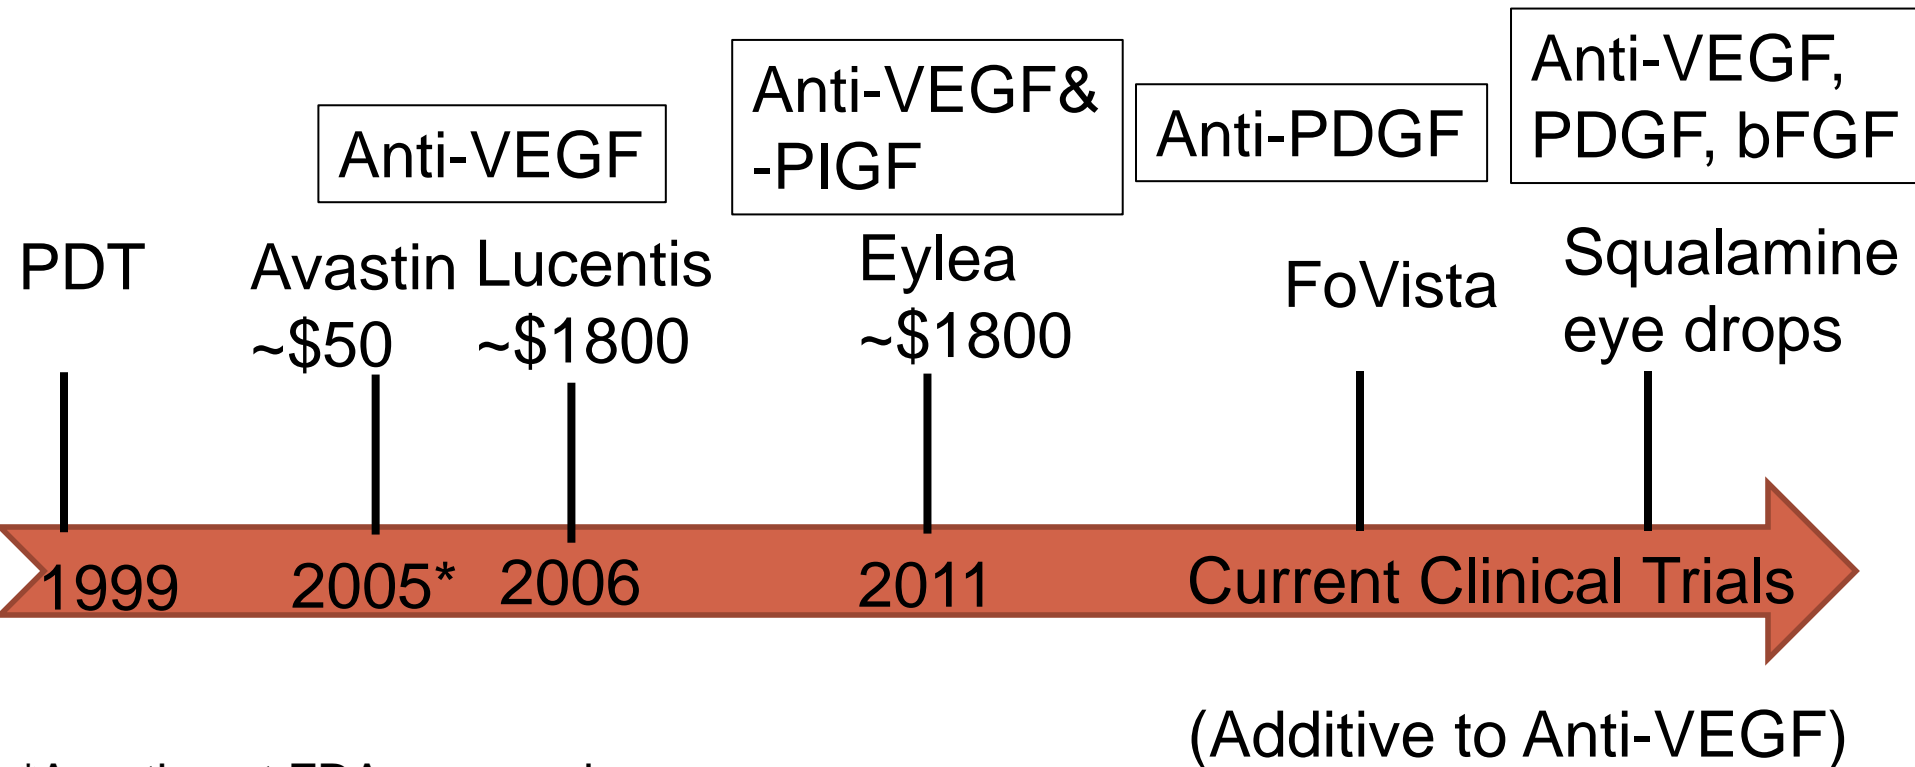 Anti-VEGF
Anti-VEGF&
-PIGF
Anti-PDGF
Anti-VEGF,
PDGF, bFGF
PDT
Avastin
~$50
Lucentis
~$1800
Eylea
~$1800
FoVista
Squalamine
eye drops
1999
2005*
2006
2011
Current Clinical Trials
(Additive to Anti-VEGF)